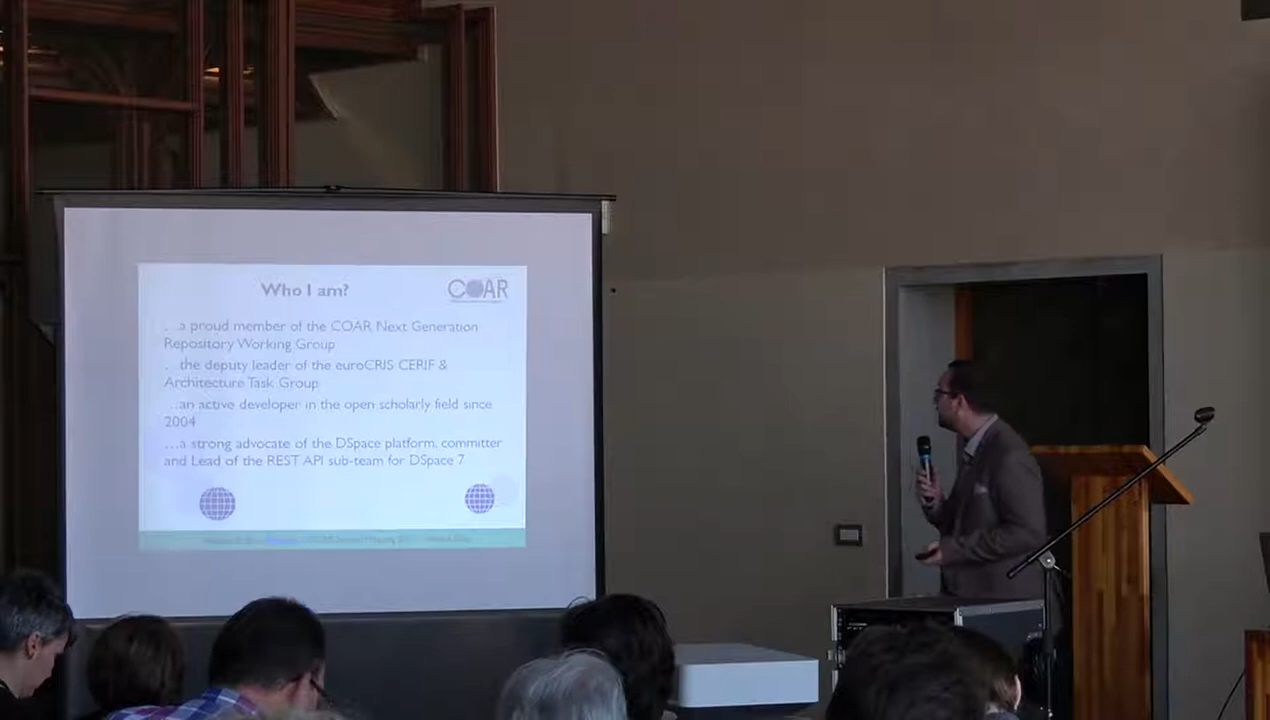 Who I am?
COAR
…a proud member of the COAR Next Generation
Repository Working Group
…the deputy leader of the euroCRIS CERIF &
Architecture Task Group
…an active developer in the open scholarly field since
2004
…a strong advocate of the DSpace platform, committer
and Lead of the REST API sub-team for DSpace 7